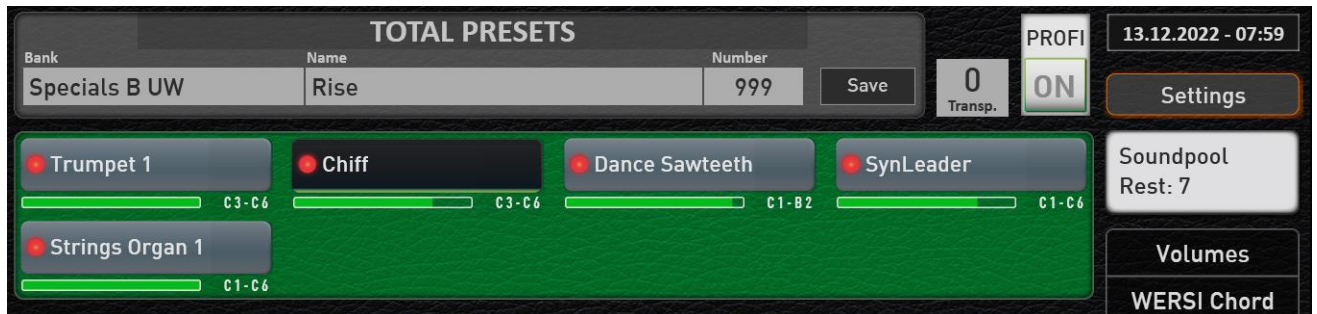 TOTAL PRESETS
Bank Name Number
Specials B UW Rise 999 Save
0
Transp.
PROFI
ON
13.12.2022 - 07:59
Settings
Trumpet 1 Chiff Dance Sawteeth SynLeader
C3-C6 C3-C6 C1-B2 C1-C6
Strings Organ 1
C1-C6
Soundpool
Rest: 7
Volumes
WERSI Chord